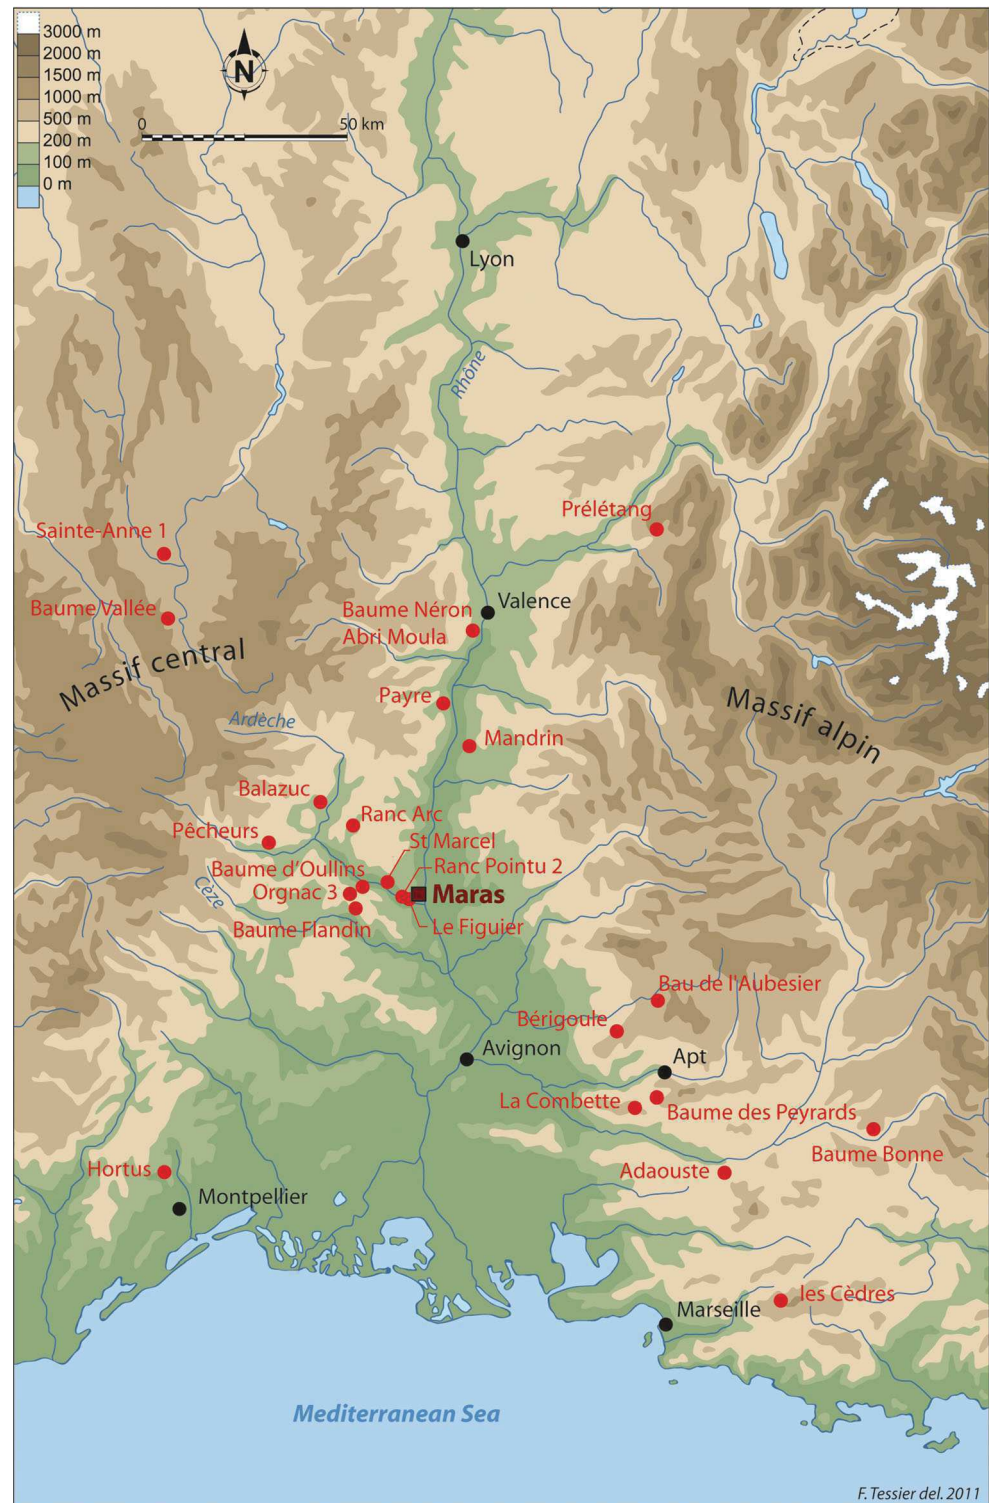 3000 m
2000 m
1500 m
1000 m
500 m
200 m
100 m
0 m
N
0 50 km
Lyon
Rhône
Prélétang
Sainte-Anne 1
Baume Vallée
Massif central
Baume Néron
Abri Moula
Valence
Payre
Mandrin
Massif alpin
Ardèche
Balazuc
Ranc Arc
Pêcheurs
St Marcel
Baume d'Oullins
Ranc Pointu 2
Orgnac 3
Maras
Cèze
Baume Flandin
Le Figuier
Bau de l'Aubesier
Bérigoule
Avignon
Apt
La Combette
Baume des Peyrards
Baume Bonne
Hortus
Adaouste
Montpellier
les Cèdres
Marseille
Mediterranean Sea
F. Tessier del. 2011